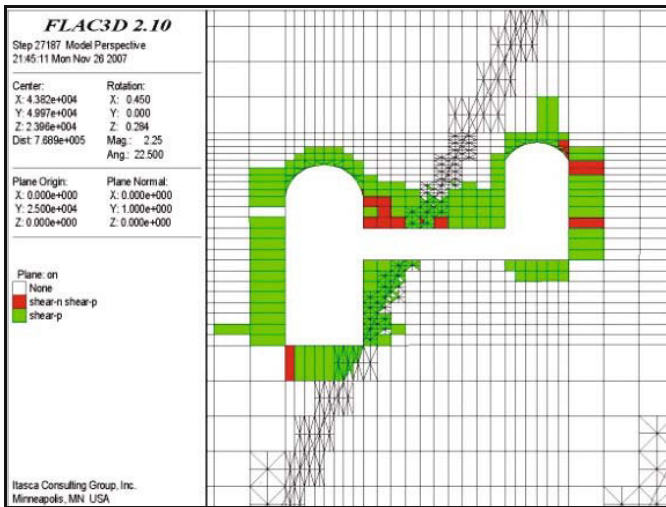 FLAC3D 2.10
Step 27187 Model Perspective
21:45:11 Mon Nov 26 2007
Center: Rotation:
X: 4.382e+004 X: 0.450
Y: 4.997e+004 Y: 0.000
Z: 2.396e+004 Z: 0.284
Dist: 7.689e+005 Mag.: 2.25
Ang.: 22.500
Plane Origin: Plane Normal:
X: 0.000e+000 X: 0.000e+000
Y: 2.500e+004 Y: 1.000e+000
Z: 0.000e+000 Z: 0.000e+000
Plane: on
None
shear-n shear-p
shear-p
Itasca Consulting Group, Inc.
Minneapolis, MN USA